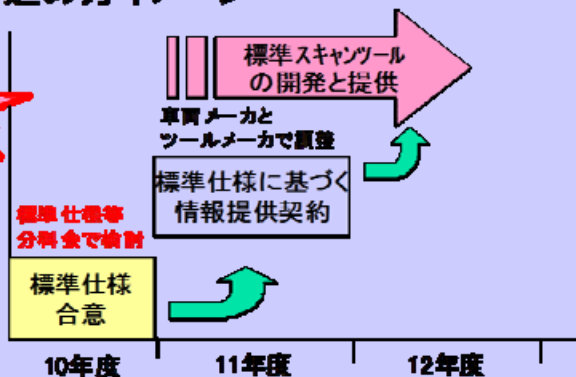 標準スキャンツール
の開発と提供
車両メーカと
ツールメーカで調整
標準仕様に基づく
情報提供契約
標準仕様等
分科会で検討
標準仕様
合意
10年度
11年度
12年度